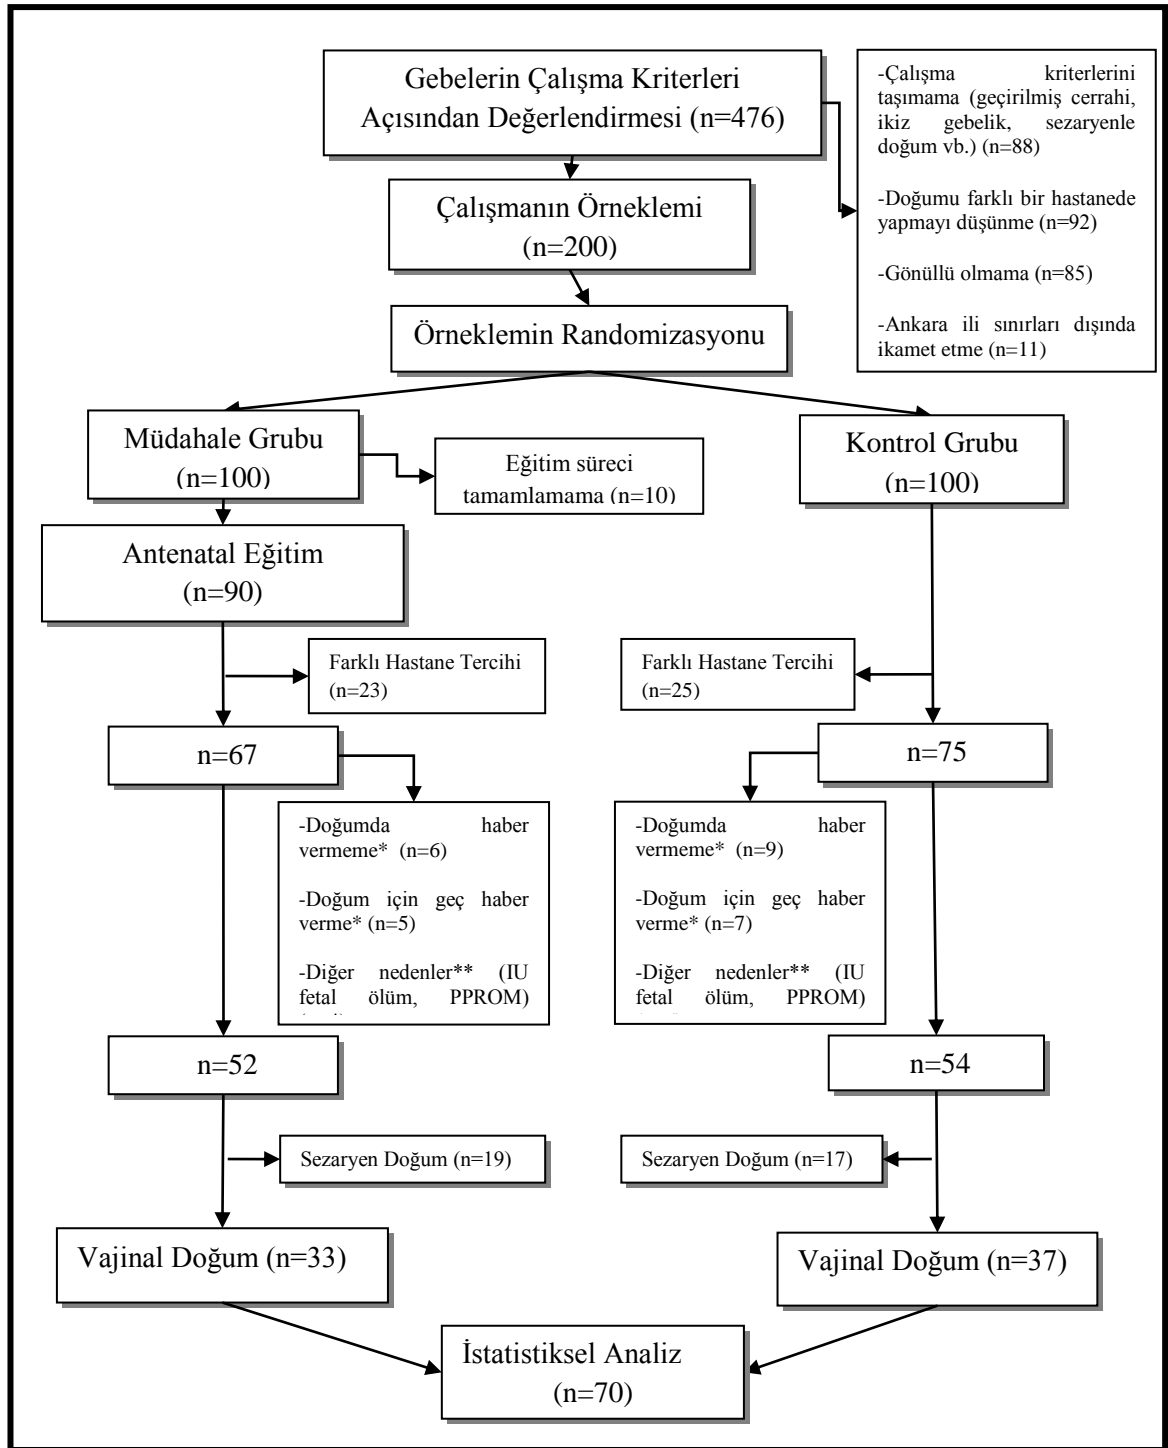 Gebelerin Çalışma Kriterleri
Açısından Değerlendirmesi (n=476)
-Çalışma kriterlerini
taşımama (geçirilmiş cerrahi,
ikiz gebelik, sezaryenle
doğum vb.) (n=88)
-Doğumu farklı bir hastanede
yapmayı düşünme (n=92)
-Gönüllü olmama (n=85)
-Ankara ili sınırları dışında
ikamet etme (n=11)
Çalışmanın Örneklemi
(n=200)
Örneklemin Randomizasyonu
Müdahale Grubu
(n=100)
Eğitim süreci
tamamlamama (n=10)
Kontrol Grubu
(n=100)
Antenatal Eğitim
(n=90)
Farklı Hastane Tercihi
(n=23)
Farklı Hastane Tercihi
(n=25)
n=67
n=75
-Doğumda haber
vermeme* (n=6)
-Doğum için geç haber
verme* (n=5)
-Diğer nedenler** (IU
fetal ölüm, PPROM)
-Doğumda haber
vermeme* (n=9)
-Doğum için geç haber
verme* (n=7)
-Diğer nedenler** (IU
fetal ölüm, PPROM)
n=52
n=54
Sezaryen Doğum (n=19)
Sezaryen Doğum (n=17)
Vajinal Doğum (n=33)
Vajinal Doğum (n=37)
İstatistiksel Analiz
(n=70)